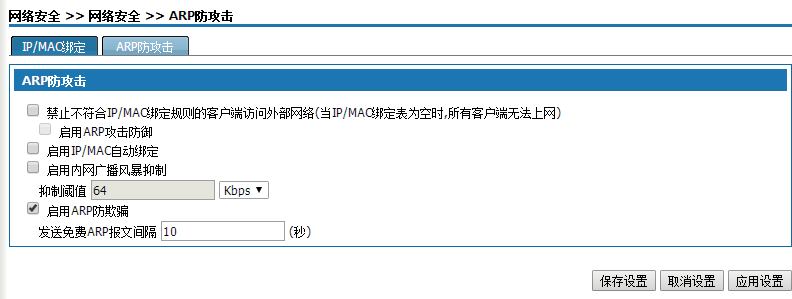 网络安全 >> 网络安全 >> ARP防攻击
IP/MAC绑定 ARP防攻击
ARP防攻击
禁止不符合IP/MAC绑定规则的客户端访问外部网络(当IP/MAC绑定表为空时,所有客户端无法上网)
启用ARP攻击防御
启用IP/MAC自动绑定
启用内网广播风暴抑制
抑制阈值 64 Kbps
启用ARP防欺骗
发送免费ARP报文间隔 10 (秒)
保存设置 取消设置 应用设置